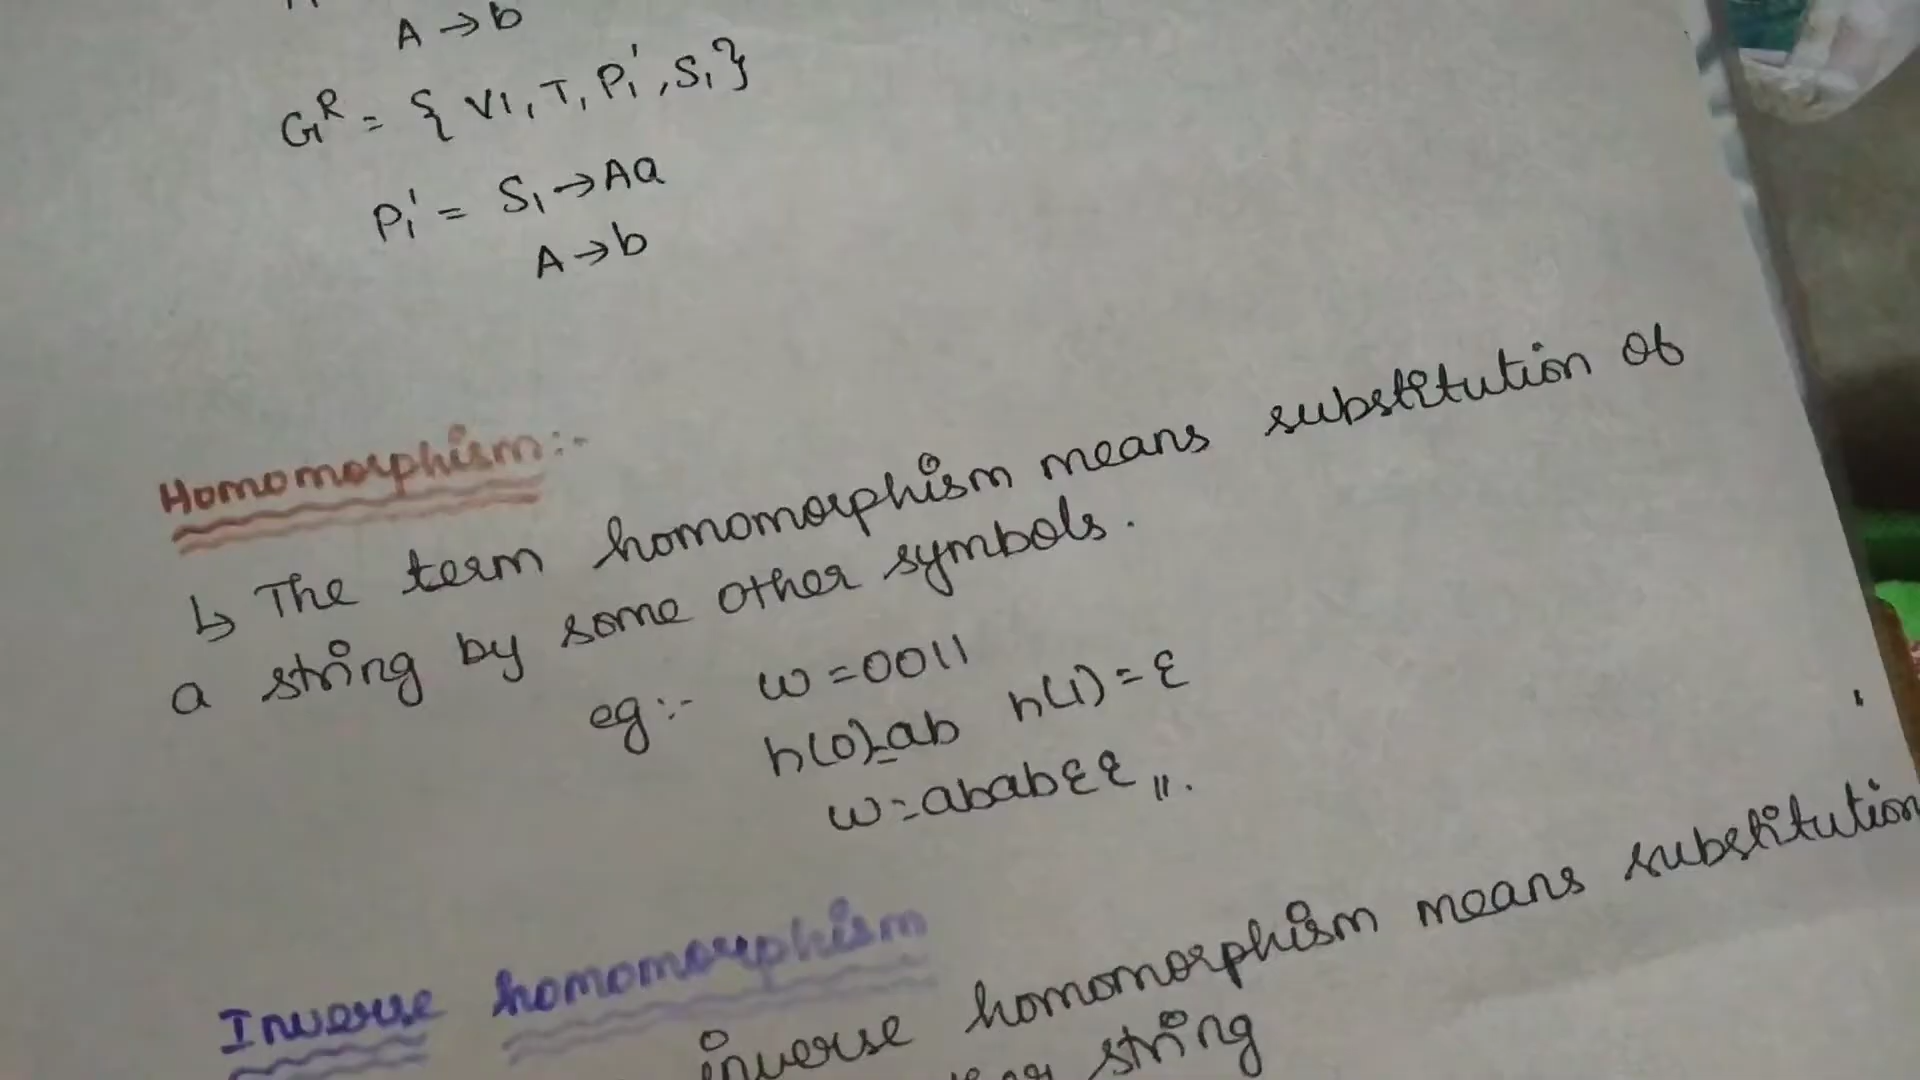 A → b
G^R = { V1, T, P1', S1 }
P1' = S1 → Aa
A → b
Homomorphism:-
↳ The term homomorphism means substitution of
a string by some other symbols.
eg:- w = 0011
h(0) = ab h(1) = ε
w = ababεε //.
Inverse homomorphism
inverse homomorphism means substitution
string